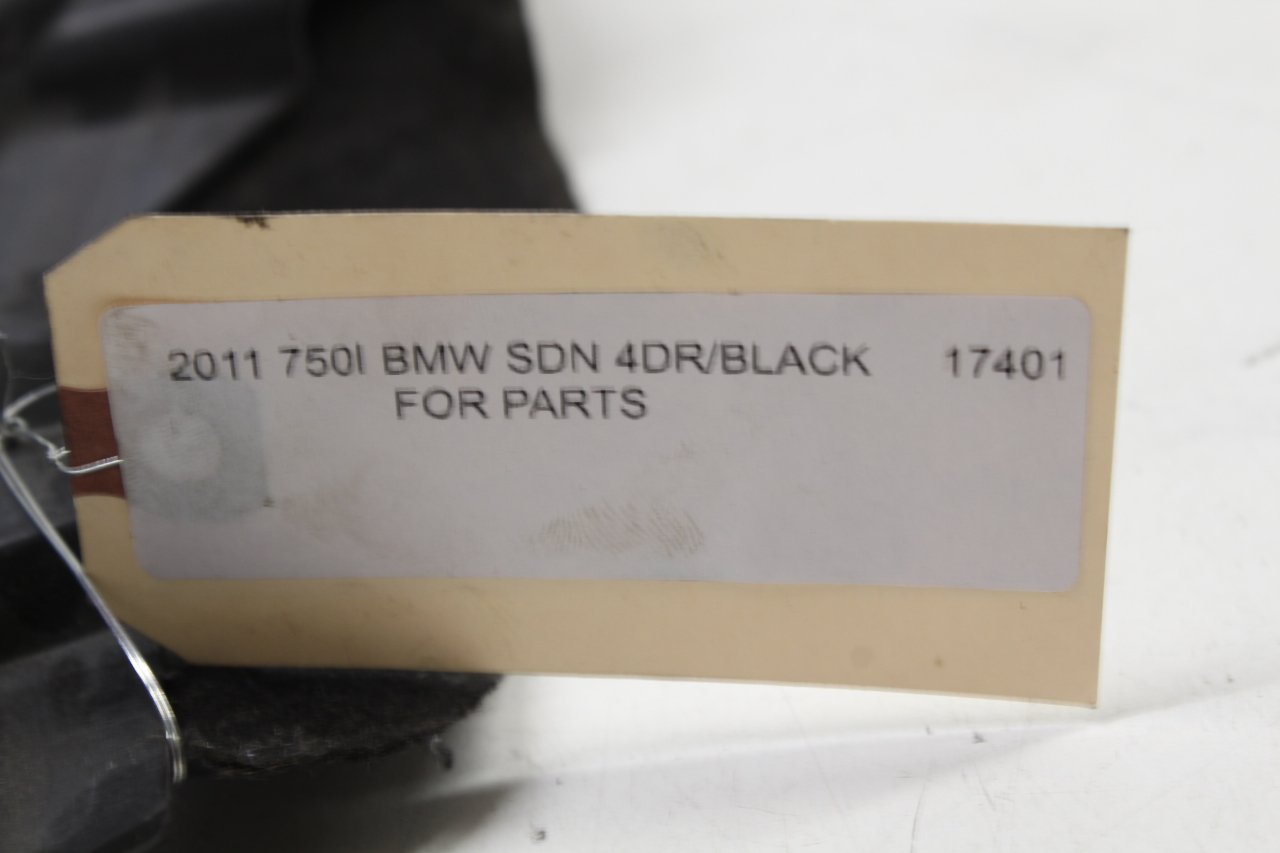 2011 750I BMW SDN 4DR/BLACK 17401
FOR PARTS